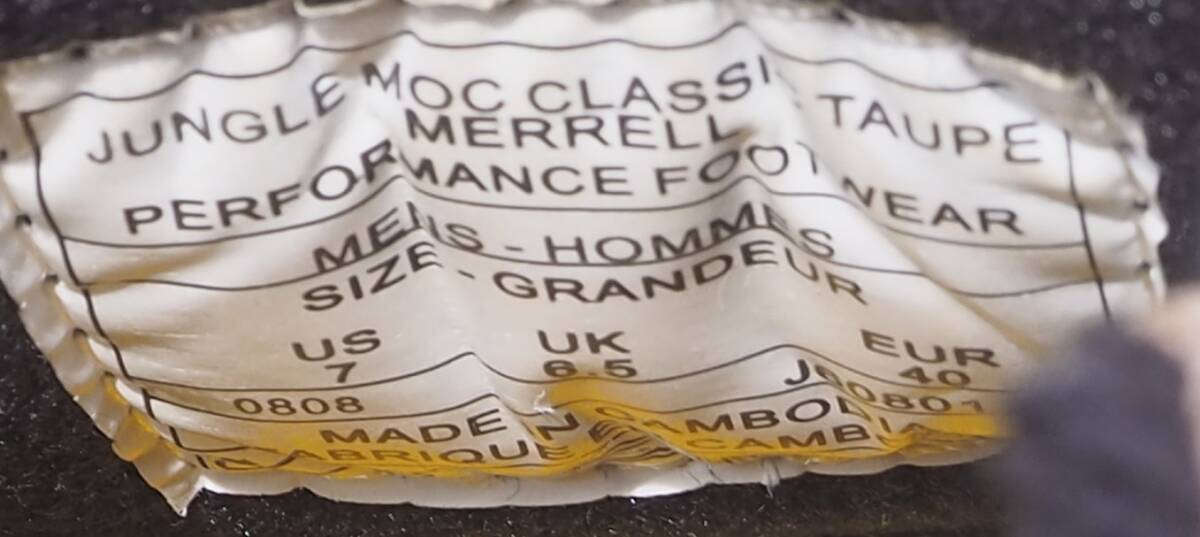 JUNGLE MOC CLASSI TAUPE
MERRELL
PERFORMANCE FOOTWEAR
MENS - HOMMES
SIZE - GRANDEUR
US UK EUR
7 6.5 40
0808
MADE IN CAMBODIA